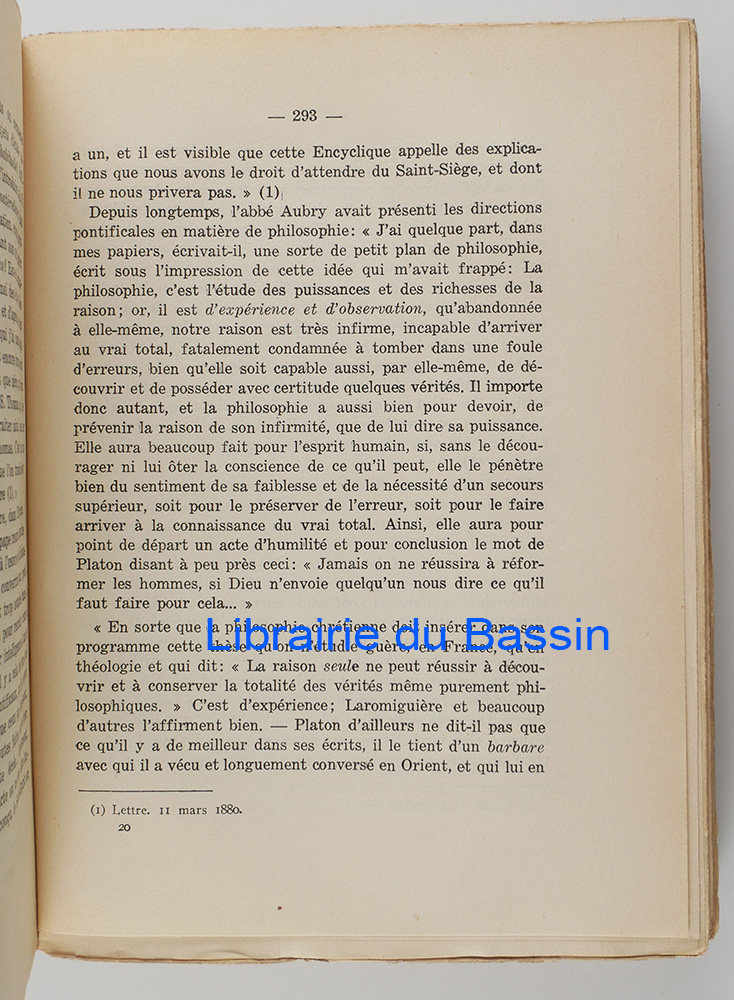 — 293 —
a un, et il est visible que cette Encyclique appelle des explica-
tions que nous avons le droit d'attendre du Saint-Siège, et dont
il ne nous privera pas. » (1)
Depuis longtemps, l'abbé Aubry avait présenti les directions
pontificales en matière de philosophie : « J'ai quelque part, dans
mes papiers, écrivait-il, une sorte de petit plan de philosophie,
écrit sous l'impression de cette idée qui m'avait frappé : La
philosophie, c'est l'étude des puissances et des richesses de la
raison ; or, il est d'expérience et d'observation, qu'abandonnée
à elle-même, notre raison est très infirme, incapable d'arriver
au vrai total, fatalement condamnée à tomber dans une foule
d'erreurs, bien qu'elle soit capable aussi, par elle-même, de dé-
couvrir et de posséder avec certitude quelques vérités. Il importe
donc autant, et la philosophie a aussi bien pour devoir, de
prévenir la raison de son infirmité, que de lui dire sa puissance.
Elle aura beaucoup fait pour l'esprit humain, si, sans le décou-
rager ni lui ôter la conscience de ce qu'il peut, elle le pénètre
bien du sentiment de sa faiblesse et de la nécessité d'un secours
supérieur, soit pour le préserver de l'erreur, soit pour le faire
arriver à la connaissance du vrai total. Ainsi, elle aura pour
point de départ un acte d'humilité et pour conclusion le mot de
Platon disant à peu près ceci : « Jamais on ne réussira à réfor-
mer les hommes, si Dieu n'envoie quelqu'un nous dire ce qu'il
faut faire pour cela... »
« En sorte que la philosophie chrétienne doit insérer dans son
Librairie du Bassin
programme cette thèse qu'on n'étudie guère, en France, qu'en
théologie et qui dit : « La raison seule ne peut réussir à décou-
vrir et à conserver la totalité des vérités même purement phi-
losophiques. » C'est d'expérience ; Laromiguière et beaucoup
d'autres l'affirment bien. — Platon d'ailleurs ne dit-il pas que
ce qu'il y a de meilleur dans ses écrits, il le tient d'un barbare
avec qui il a vécu et longuement conversé en Orient, et qui lui en
(1) Lettre. 11 mars 1880.
20